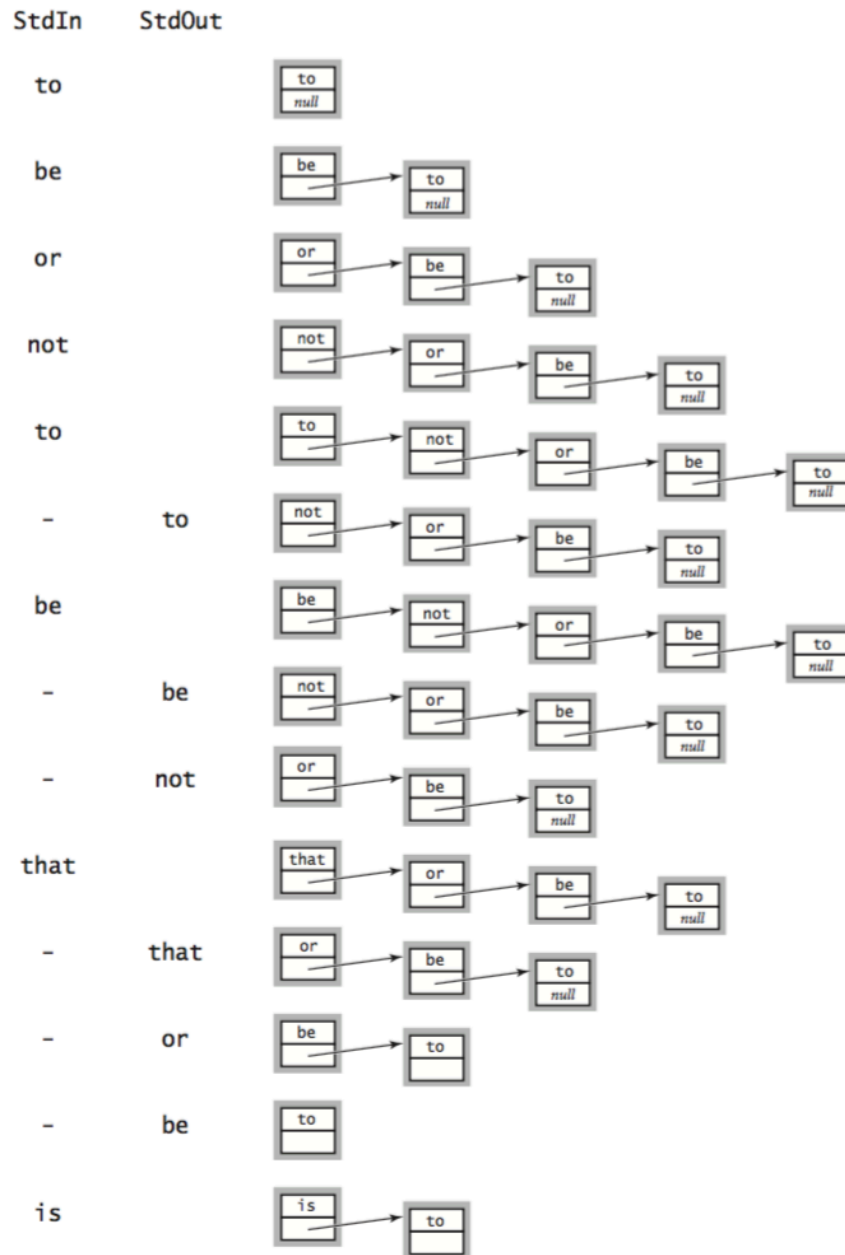 StdIn StdOut
to to
null
be be to
null
or or be to
null
not not or be to
null
to to not or be to
null
- to not or be to
null
be be not or be to
null
- be not or be to
null
- not or be to
null
that that or be to
null
- that or be to
null
- or be to
- be to
is is to